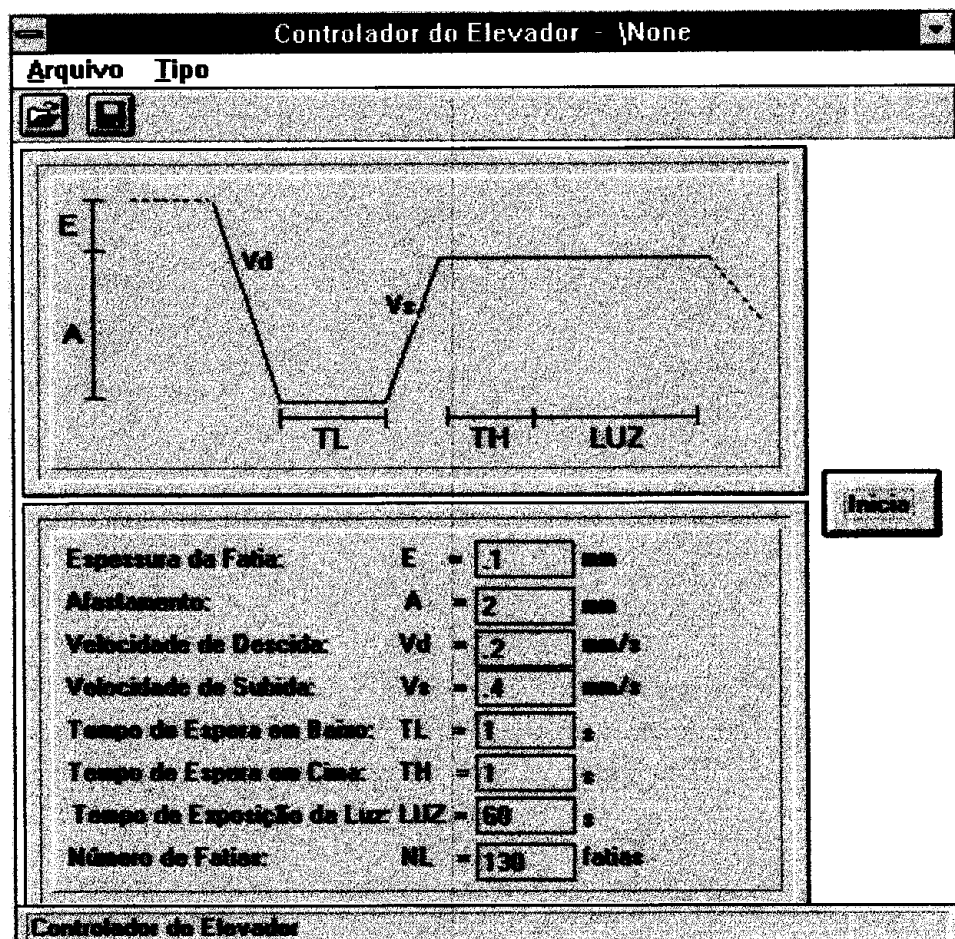 Controlador do Elevador - \None
Arquivo Tipo
E
Vd
Vs
A
TL
TH
LUZ
Início
Espessura da Fatia: E = .1 mm
Afastamento: A = 2 mm
Velocidade de Descida: Vd = .2 mm/s
Velocidade de Subida: Vs = .4 mm/s
Tempo de Espera em Baixo: TL = 1 s
Tempo de Espera em Cima: TH = 1 s
Tempo de Exposição da Luz: LUZ = 60 s
Número de Fatias: NL = 130 fatias
Controlador do Elevador